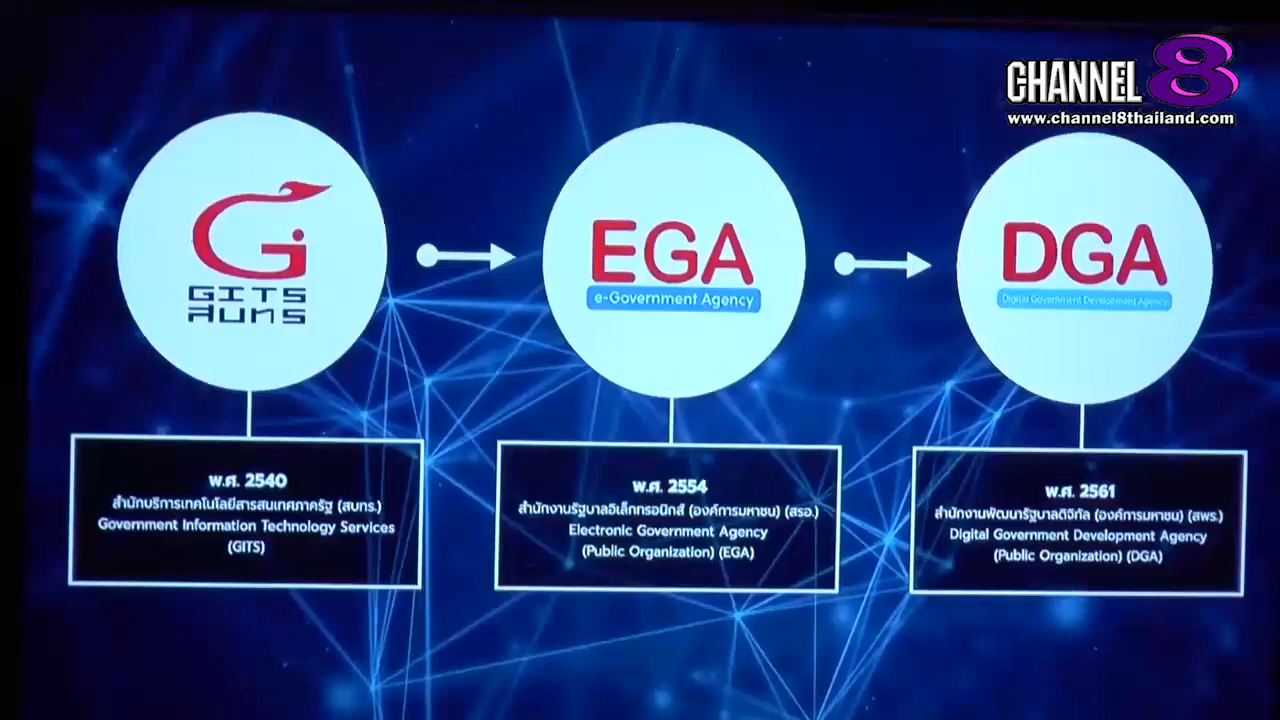 CHANNEL 8
www.channel8thailand.com
GITS
สบทร
EGA
e-Government Agency
DGA
Digital Government Development Agency
พ.ศ. 2540
สำนักบริการเทคโนโลยีสารสนเทศภาครัฐ (สบทร.)
Government Information Technology Services
(GITS)
พ.ศ. 2554
สำนักงานรัฐบาลอิเล็กทรอนิกส์ (องค์การมหาชน) (สรอ.)
Electronic Government Agency
(Public Organization) (EGA)
พ.ศ. 2561
สำนักงานพัฒนารัฐบาลดิจิทัล (องค์การมหาชน) (สพร.)
Digital Government Development Agency
(Public Organization) (DGA)